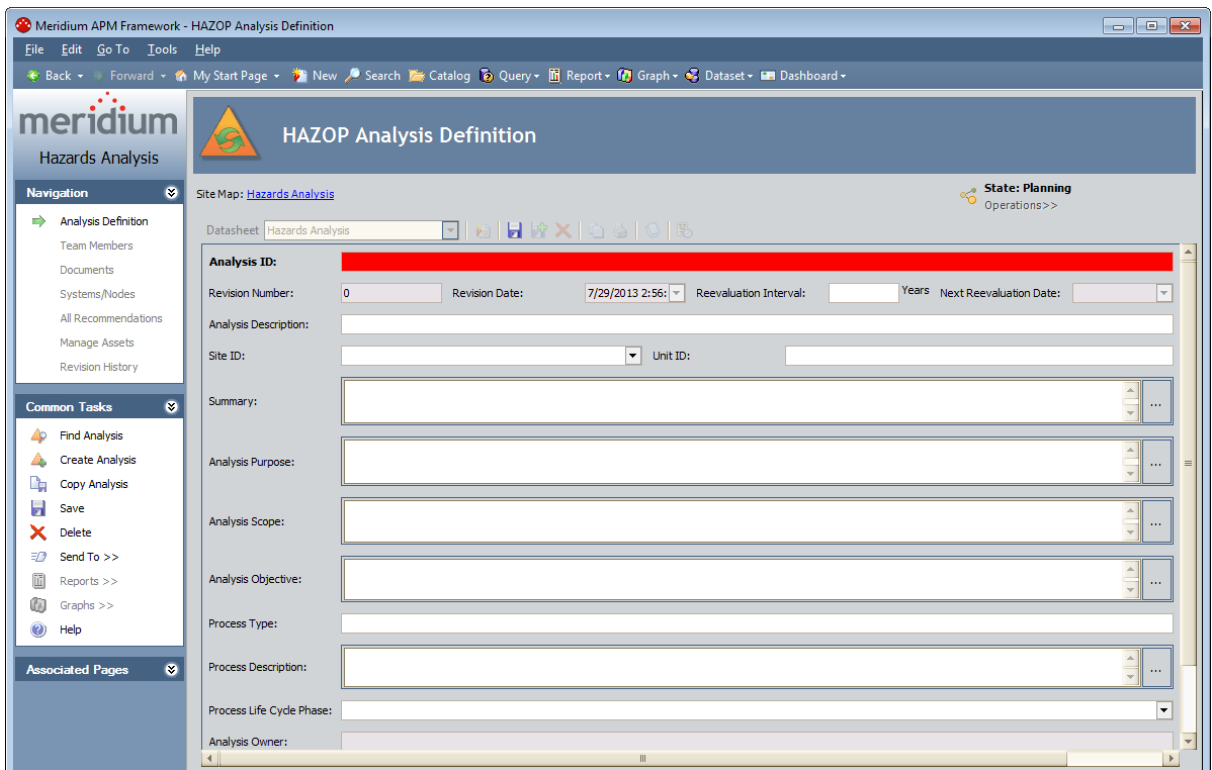 Meridium APM Framework - HAZOP Analysis Definition
File Edit Go To Tools Help
Back Forward My Start Page New Search Catalog Query Report Graph Dataset Dashboard
meridium
Hazards Analysis
HAZOP Analysis Definition
Navigation
Analysis Definition
Team Members
Documents
Systems/Nodes
All Recommendations
Manage Assets
Revision History
Common Tasks
Find Analysis
Create Analysis
Copy Analysis
Save
Delete
Send To >>
Reports >>
Graphs >>
Help
Associated Pages
Site Map: Hazards Analysis
State: Planning
Operations>>
Datasheet Hazards Analysis
Analysis ID:
Revision Number: 0 Revision Date: 7/29/2013 2:56: Reevaluation Interval: Years Next Reevaluation Date:
Analysis Description:
Site ID: Unit ID:
Summary: ...
Analysis Purpose: ...
Analysis Scope: ...
Analysis Objective: ...
Process Type:
Process Description: ...
Process Life Cycle Phase:
Analysis Owner: